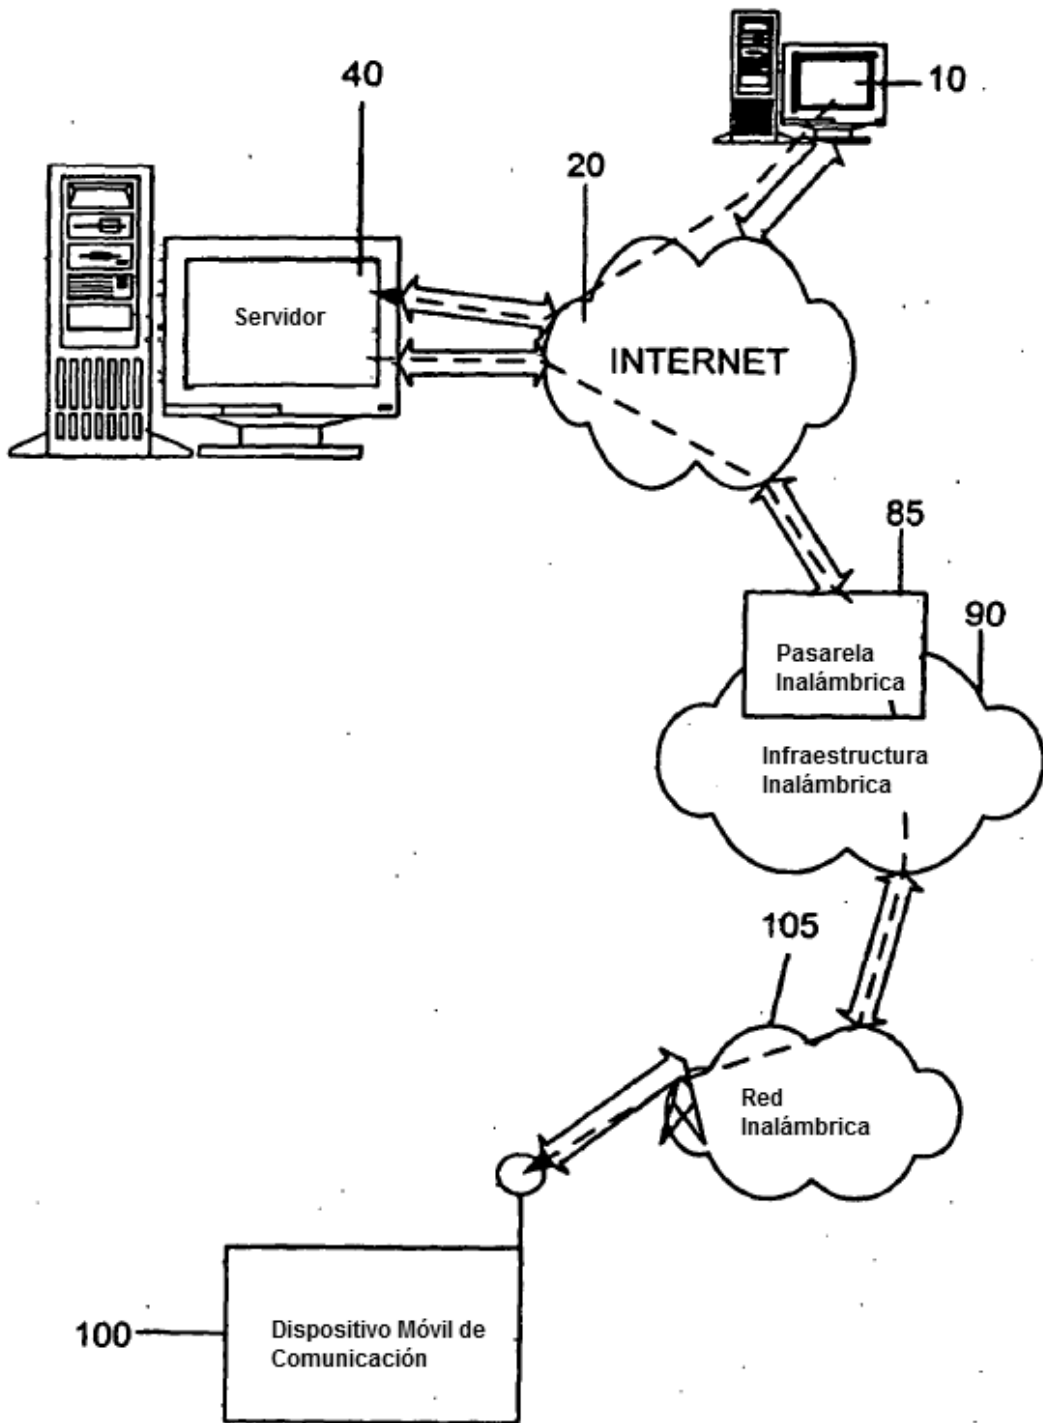 40
10
20
Servidor
INTERNET
85
90
Pasarela
Inalámbrica
Infraestructura
Inalámbrica
105
Red
Inalámbrica
100
Dispositivo Móvil de
Comunicación